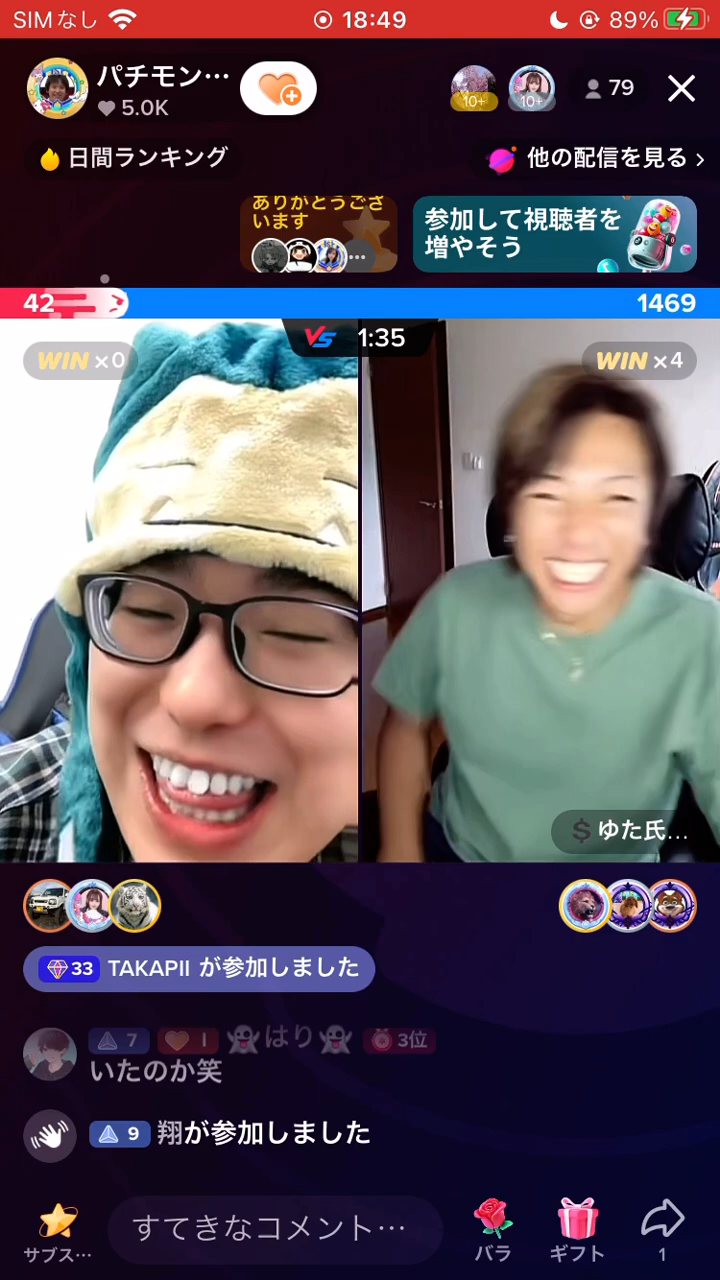 SIMなし
18:49
89%
パチモン…
5.0K
10+
10+
79
日間ランキング
他の配信を見る
ありがとうござ
います
参加して視聴者を
増やそう
42
1469
WIN ×0
VS 1:35
WIN ×4
$ ゆた氏…
33 TAKAPII が参加しました
7 1 👻はり👻 3位
いたのか笑
9 翔が参加しました
サブス…
すてきなコメント…
バラ
ギフト
1